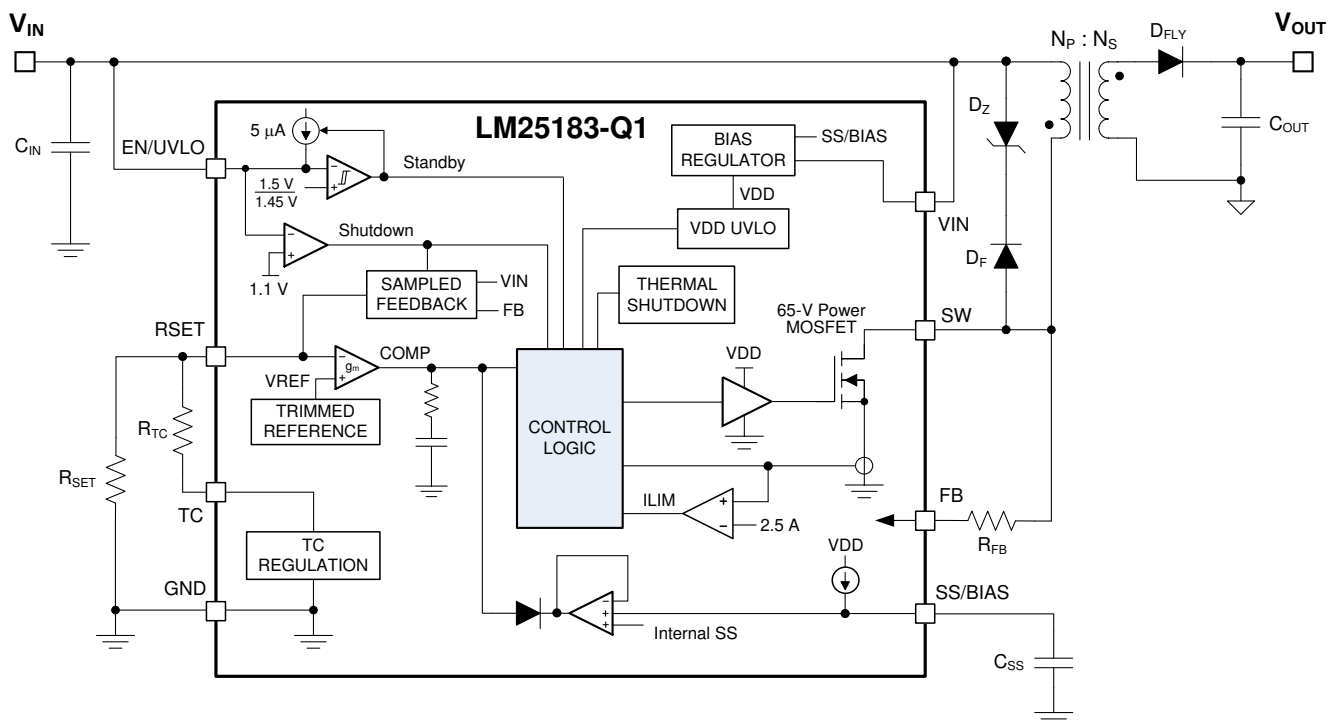 VIN
VOUT
NP : NS
DFLY
CIN
COUT
EN/UVLO
5 μA
LM25183-Q1
Standby
1.5 V
1.45 V
BIAS
REGULATOR
SS/BIAS
VDD
VDD UVLO
VIN
DZ
DF
Shutdown
1.1 V
SAMPLED
FEEDBACK
VIN
FB
THERMAL
SHUTDOWN
65-V Power
MOSFET
SW
RSET
COMP
gm
VREF
TRIMMED
REFERENCE
VDD
CONTROL
LOGIC
RTC
RSET
TC
ILIM
2.5 A
FB
RFB
TC
REGULATION
VDD
GND
SS/BIAS
Internal SS
CSS